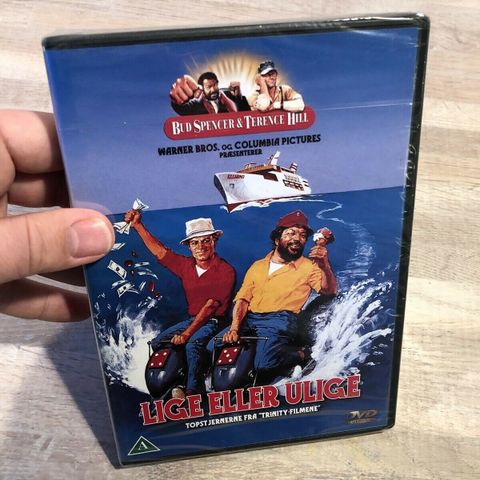 BUD SPENCER & TERENCE HILL
WARNER BROS. OG COLUMBIA PICTURES
PRÆSENTERER
LIGE ELLER ULIGE
TOPSTJERNERNE FRA "TRINITY-FILMENE"
DVD
A